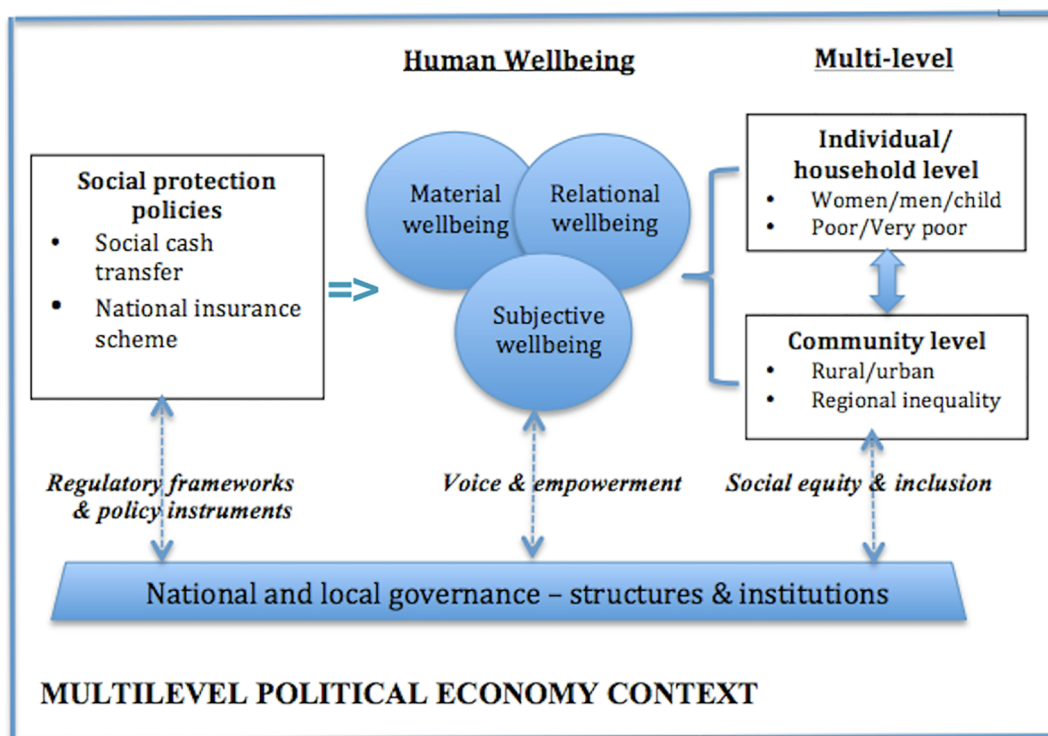 Human Wellbeing
Multi-level
Social protection
policies
• Social cash
transfer
• National insurance
scheme
=>
Material
wellbeing
Relational
wellbeing
Subjective
wellbeing
Individual/
household level
• Women/men/child
• Poor/Very poor
Community level
• Rural/urban
• Regional inequality
Regulatory frameworks
& policy instruments
Voice & empowerment
Social equity & inclusion
National and local governance – structures & institutions
MULTILEVEL POLITICAL ECONOMY CONTEXT